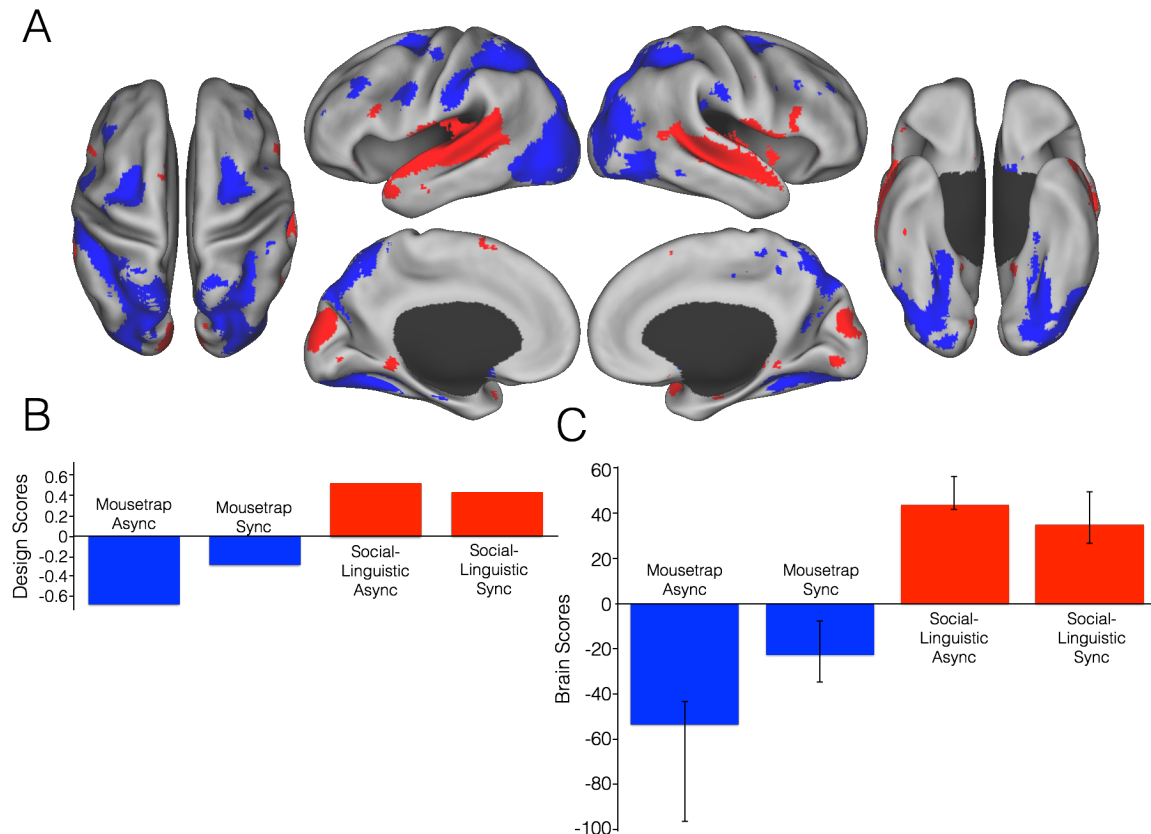 A
B
Design Scores
0.6
0.4
0.2
0
-0.2
-0.4
-0.6
Mousetrap
Async
Mousetrap
Sync
Social-
Linguistic
Async
Social-
Linguistic
Sync
C
Brain Scores
60
40
20
0
-20
-40
-60
-80
-100
Mousetrap
Async
Mousetrap
Sync
Social-
Linguistic
Async
Social-
Linguistic
Sync